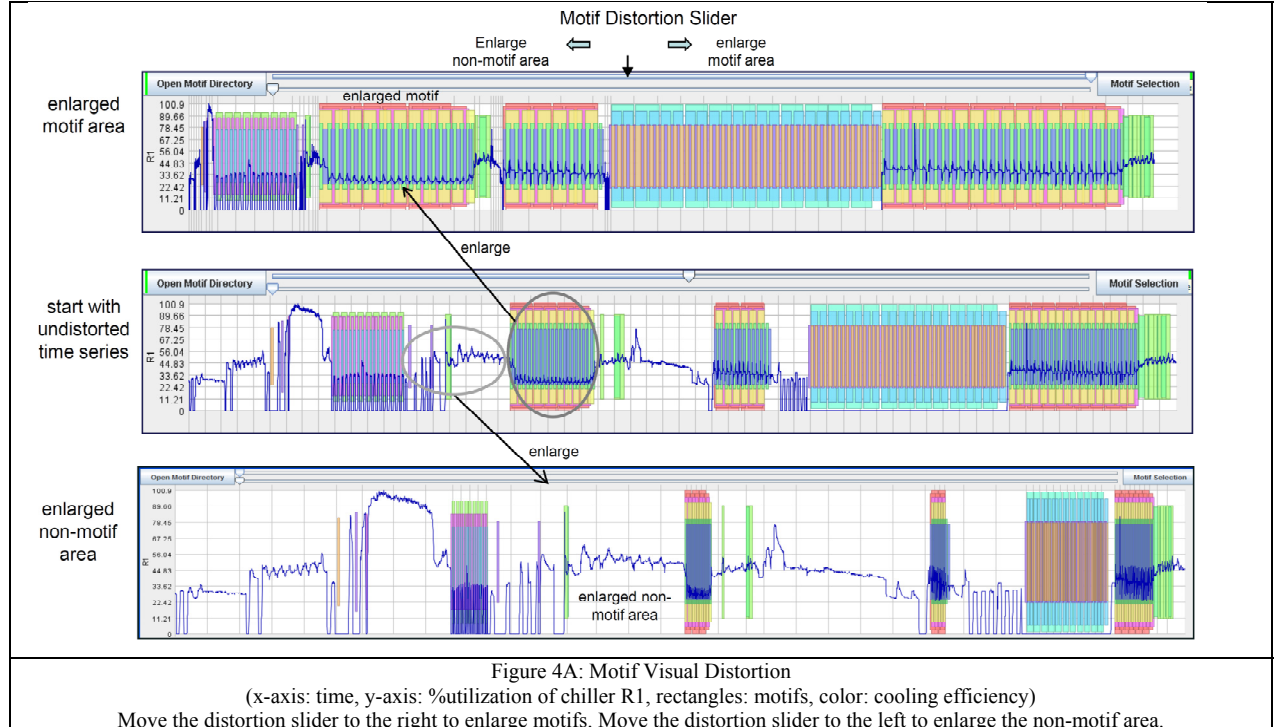 Motif Distortion Slider
Enlarge non-motif area
enlarge motif area
enlarged motif area
Open Motif Directory
Motif Selection
enlarged motif
100.9
89.66
78.45
67.25
56.04
44.83
33.62
22.42
11.21
0
R1
enlarge
start with undistorted time series
Open Motif Directory
Motif Selection
100.9
89.66
78.45
67.25
56.04
44.83
33.62
22.42
11.21
0
R1
enlarge
enlarged non-motif area
Open Motif Directory
Motif Selection
100.9
89.66
78.45
67.25
56.04
44.83
33.62
22.42
11.21
0
R1
enlarged non-motif area
Figure 4A: Motif Visual Distortion
(x-axis: time, y-axis: %utilization of chiller R1, rectangles: motifs, color: cooling efficiency)
Move the distortion slider to the right to enlarge motifs. Move the distortion slider to the left to enlarge the non-motif area.